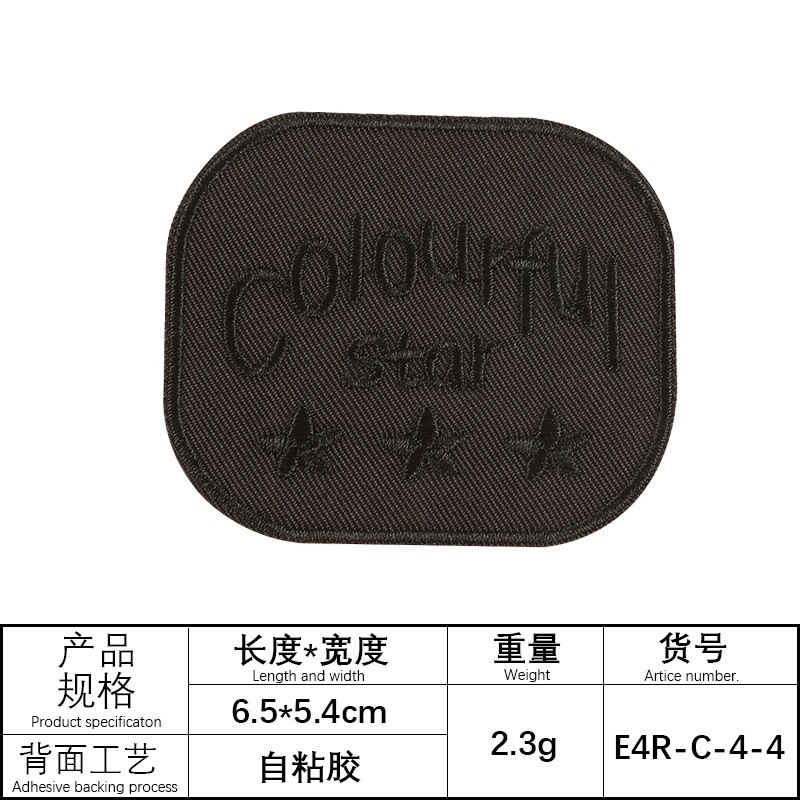 Colourful
star
产品
规格
Product specificaton
长度*宽度
Length and width
重量
Weight
货号
Artice number.
6.5*5.4cm
2.3g
E4R-C-4-4
背面工艺
Adhesive backing process
自粘胶